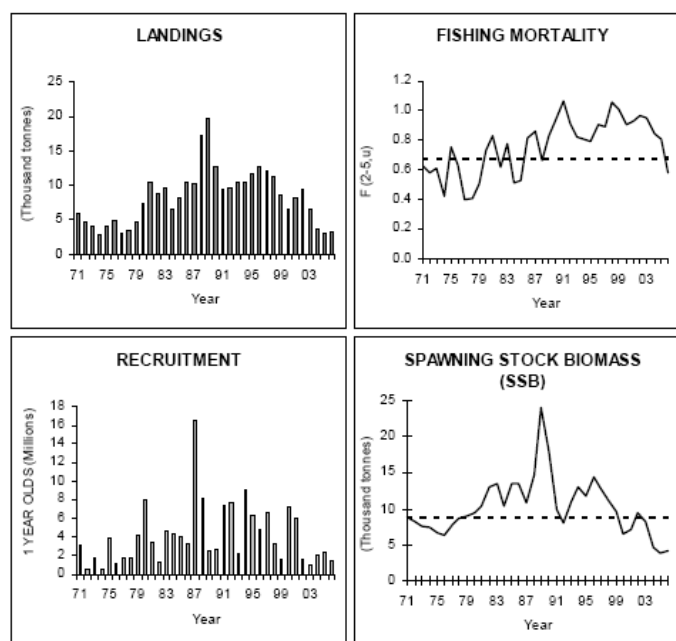 LANDINGS
(Thousand tonnes)
25
20
15
10
5
0
71 75 79 83 87 91 95 99 03
Year
FISHING MORTALITY
F (2-5,u)
1.2
1.0
0.8
0.6
0.4
0.2
0.0
71 75 79 83 87 91 95 99 03
Year
RECRUITMENT
1 YEAR OLDS (Millions)
18
16
14
12
10
8
6
4
2
0
71 75 79 83 87 91 95 99 03
Year
SPAWNING STOCK BIOMASS
(SSB)
(Thousand tonnes)
25
20
15
10
5
0
71 75 79 83 87 91 95 99 03
Year